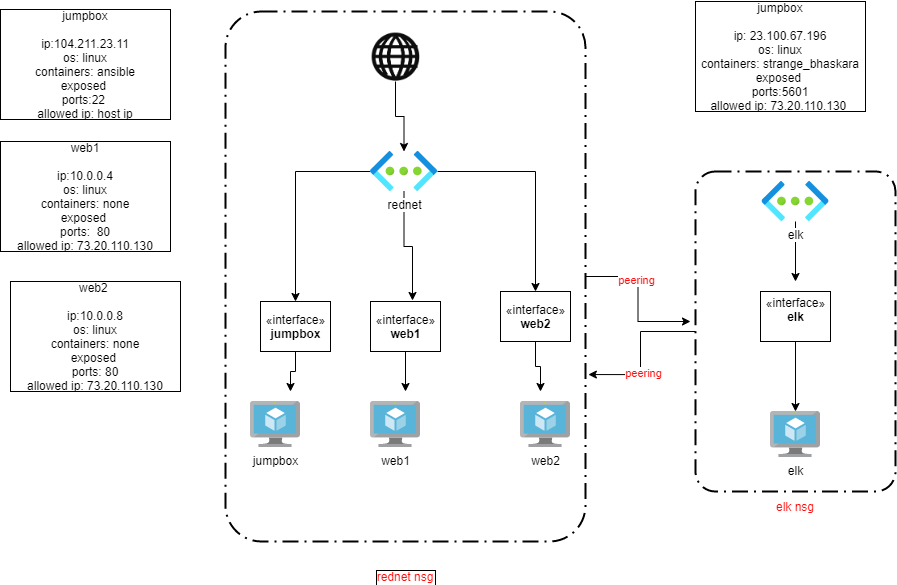 jumpbox
ip:104.211.23.11
os: linux
containers: ansible
exposed
ports:22
allowed ip: host ip
web1
ip:10.0.0.4
os: linux
containers: none
exposed
ports:  80
allowed ip: 73.20.110.130
web2
ip:10.0.0.8
os: linux
containers: none
exposed
ports: 80
allowed ip: 73.20.110.130
rednet
«interface»
jumpbox
«interface»
web1
«interface»
web2
jumpbox
web1
web2
rednet nsg
peering
peering
jumpbox
ip: 23.100.67.196
os: linux
containers: strange_bhaskara
exposed
ports:5601
allowed ip: 73.20.110.130
elk
«interface»
elk
elk
elk nsg